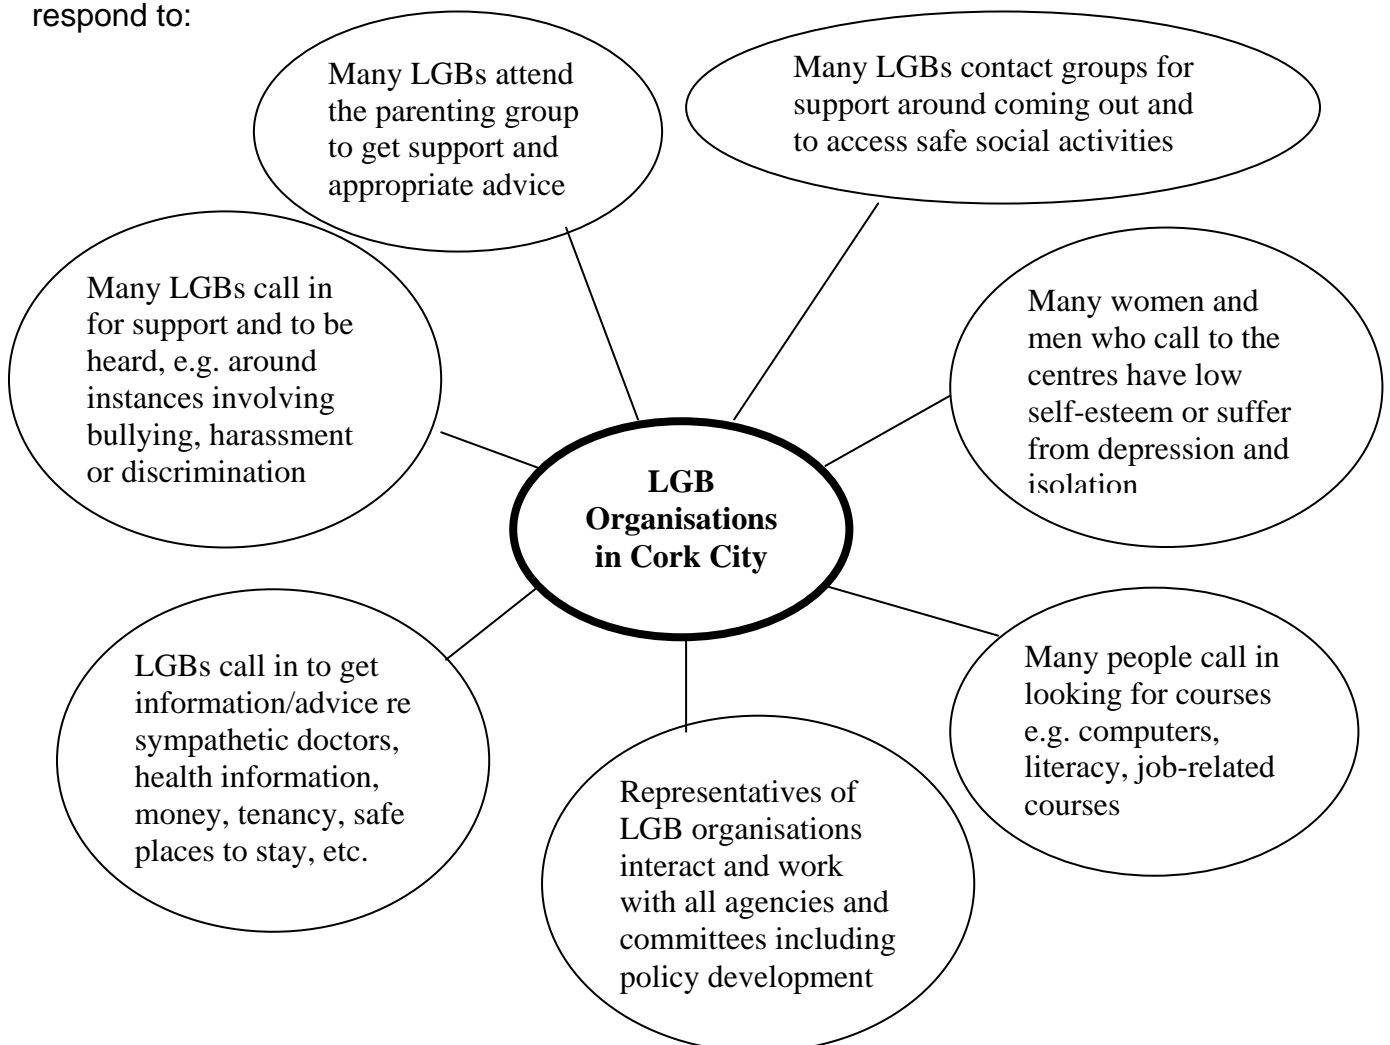 respond to:
Many LGBs attend
the parenting group
to get support and
appropriate advice
Many LGBs contact groups for
support around coming out and
to access safe social activities
Many LGBs call in
for support and to be
heard, e.g. around
instances involving
bullying, harassment
or discrimination
Many women and
men who call to the
centres have low
self-esteem or suffer
from depression and
isolation
LGB
Organisations
in Cork City
LGBs call in to get
information/advice re
sympathetic doctors,
health information,
money, tenancy, safe
places to stay, etc.
Representatives of
LGB organisations
interact and work
with all agencies and
committees including
policy development
Many people call in
looking for courses
e.g. computers,
literacy, job-related
courses